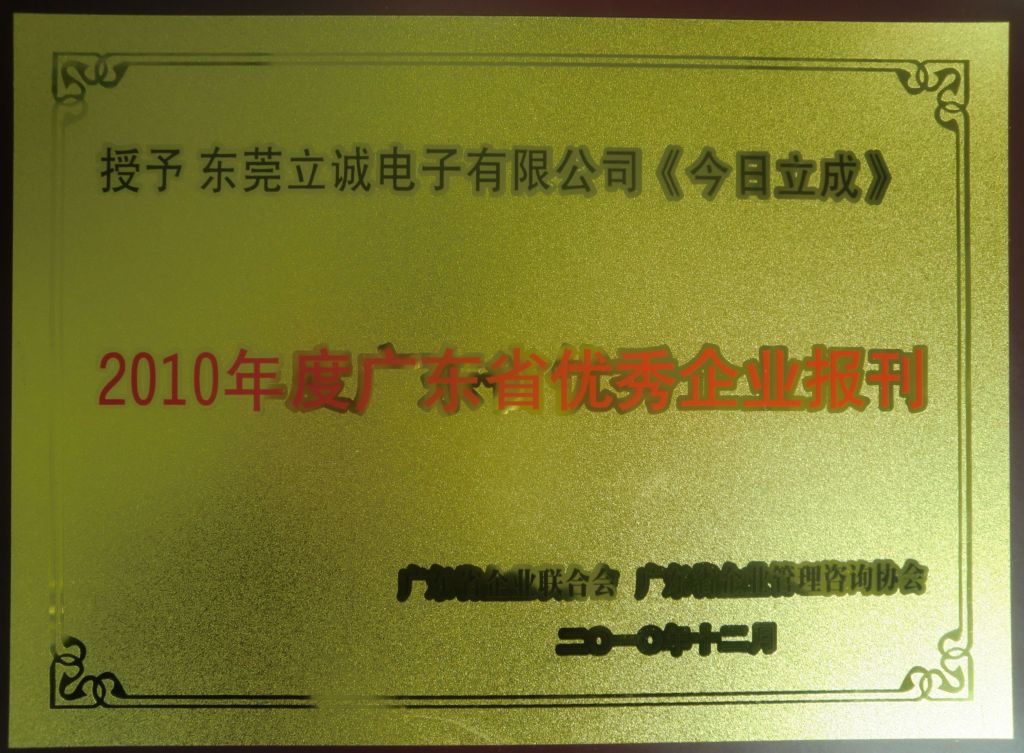 授予 东莞立诚电子有限公司《今日立成》
2010年度广东省优秀企业报刊
广东省企业联合会 广东省企业管理咨询协会
二〇一〇年十二月